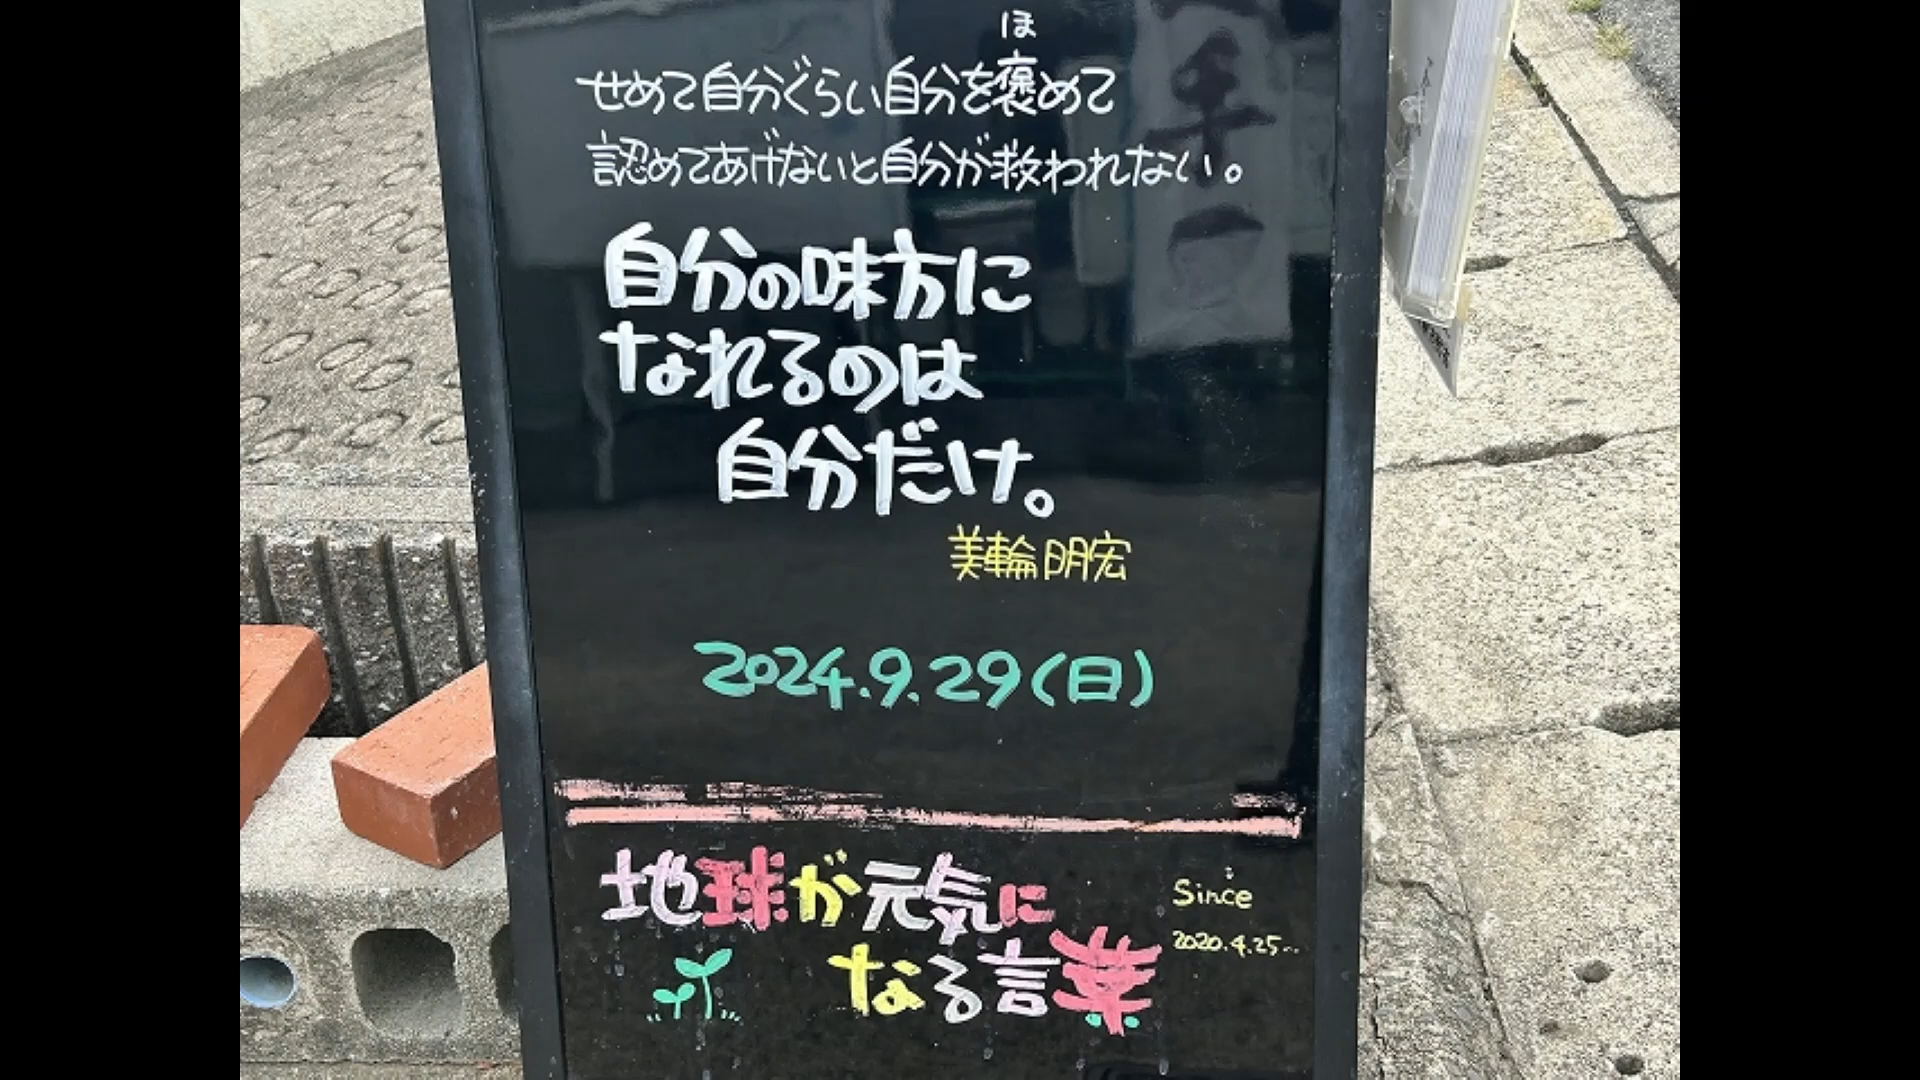 ほ
せめて自分ぐらい自分を褒めて
認めてあげないと自分が救われない。
自分の味方に
なれるのは
自分だけ。
美輪明宏
2024.9.29(日)
地球が元気に
なる言葉
Since
2020.4.25...